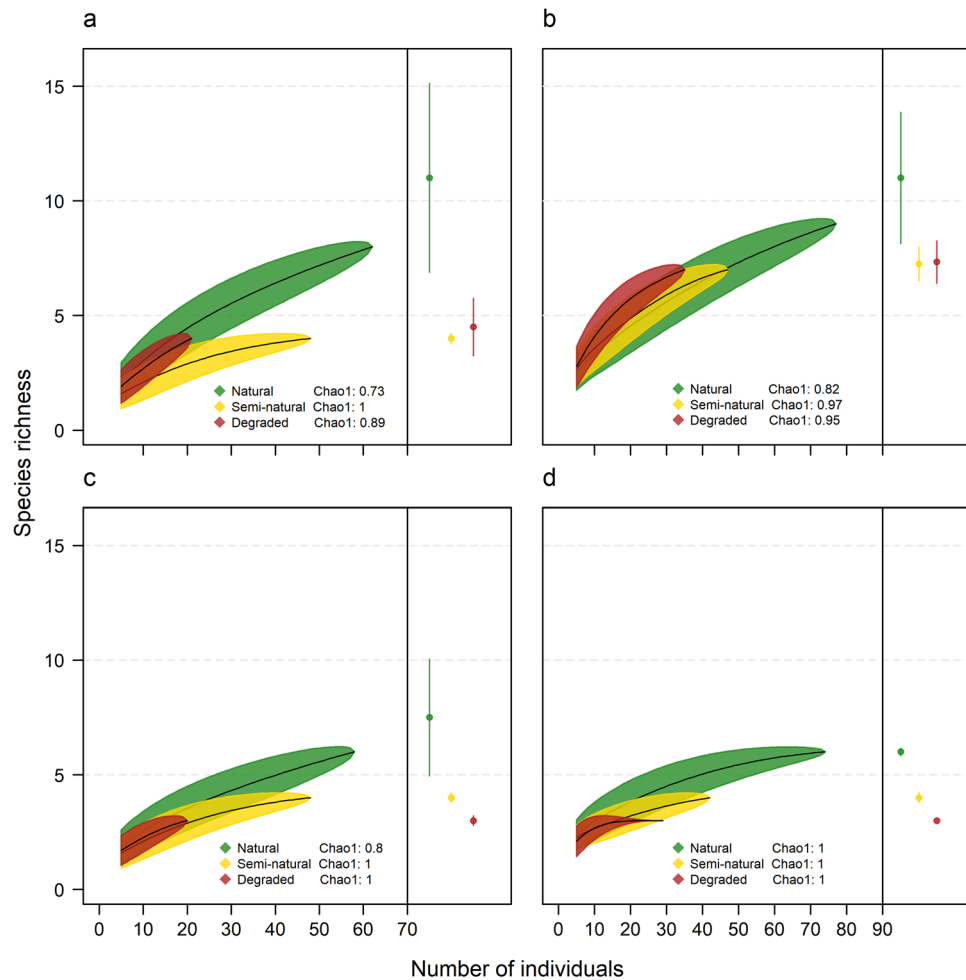 a
b
15
10
5
0
Natural Chao1: 0.73
Semi-natural Chao1: 1
Degraded Chao1: 0.89
Natural Chao1: 0.82
Semi-natural Chao1: 0.97
Degraded Chao1: 0.95
Species richness
c
d
15
10
5
0
Natural Chao1: 0.8
Semi-natural Chao1: 1
Degraded Chao1: 1
Natural Chao1: 1
Semi-natural Chao1: 1
Degraded Chao1: 1
0 10 20 30 40 50 60 70
10 20 30 40 50 60 70 80 90
Number of individuals